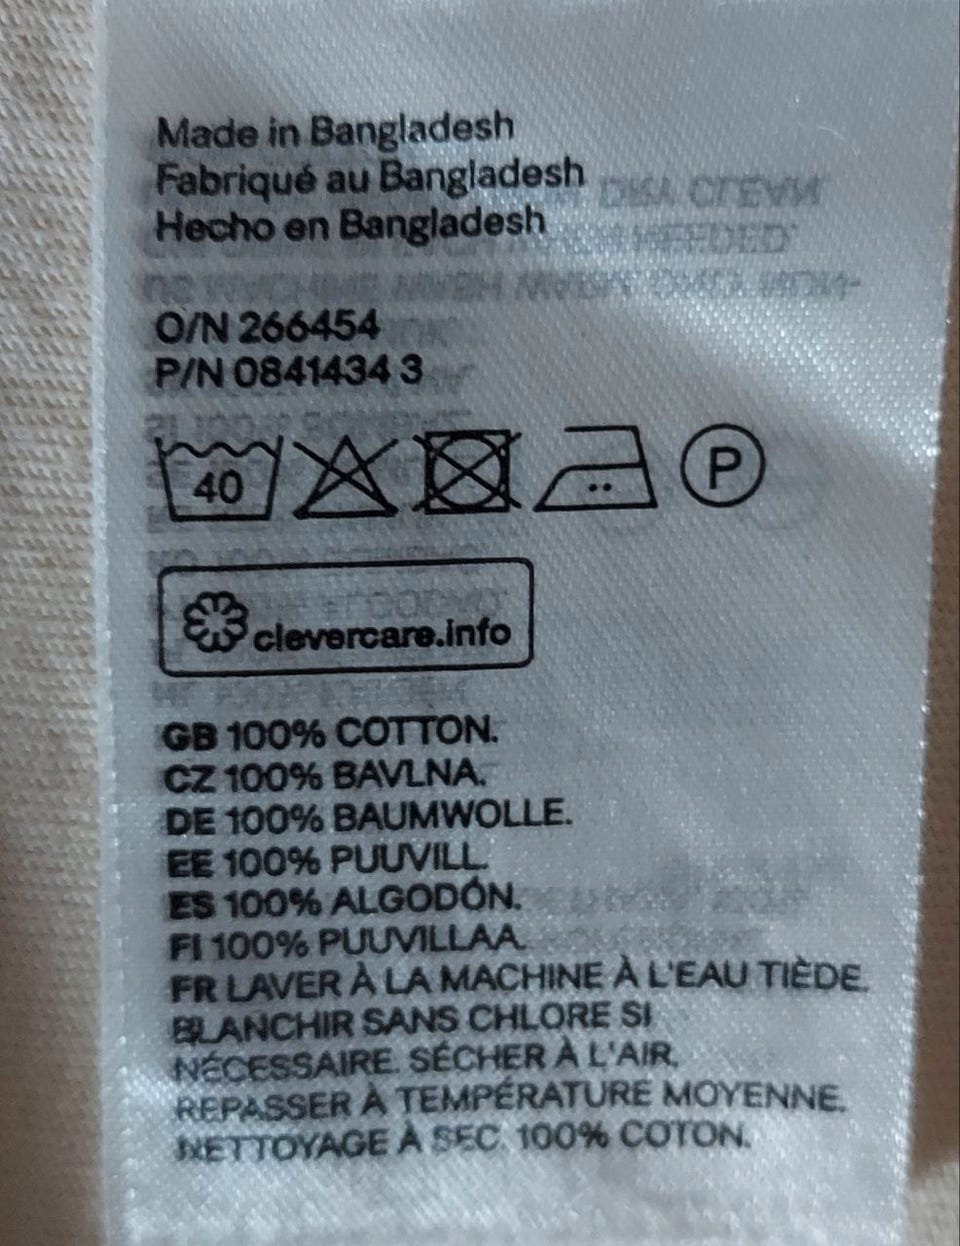 Made in Bangladesh
Fabriqué au Bangladesh
Hecho en Bangladesh
O/N 266454
P/N 0841434 3
40
P
clevercare.info
GB 100% COTTON.
CZ 100% BAVLNA.
DE 100% BAUMWOLLE.
EE 100% PUUVILL.
ES 100% ALGODÓN.
FI 100% PUUVILLAA.
FR LAVER À LA MACHINE À L'EAU TIÈDE.
BLANCHIR SANS CHLORE SI
NÉCESSAIRE. SÉCHER À L'AIR.
REPASSER À TEMPÉRATURE MOYENNE.
NETTOYAGE À SEC. 100% COTON.